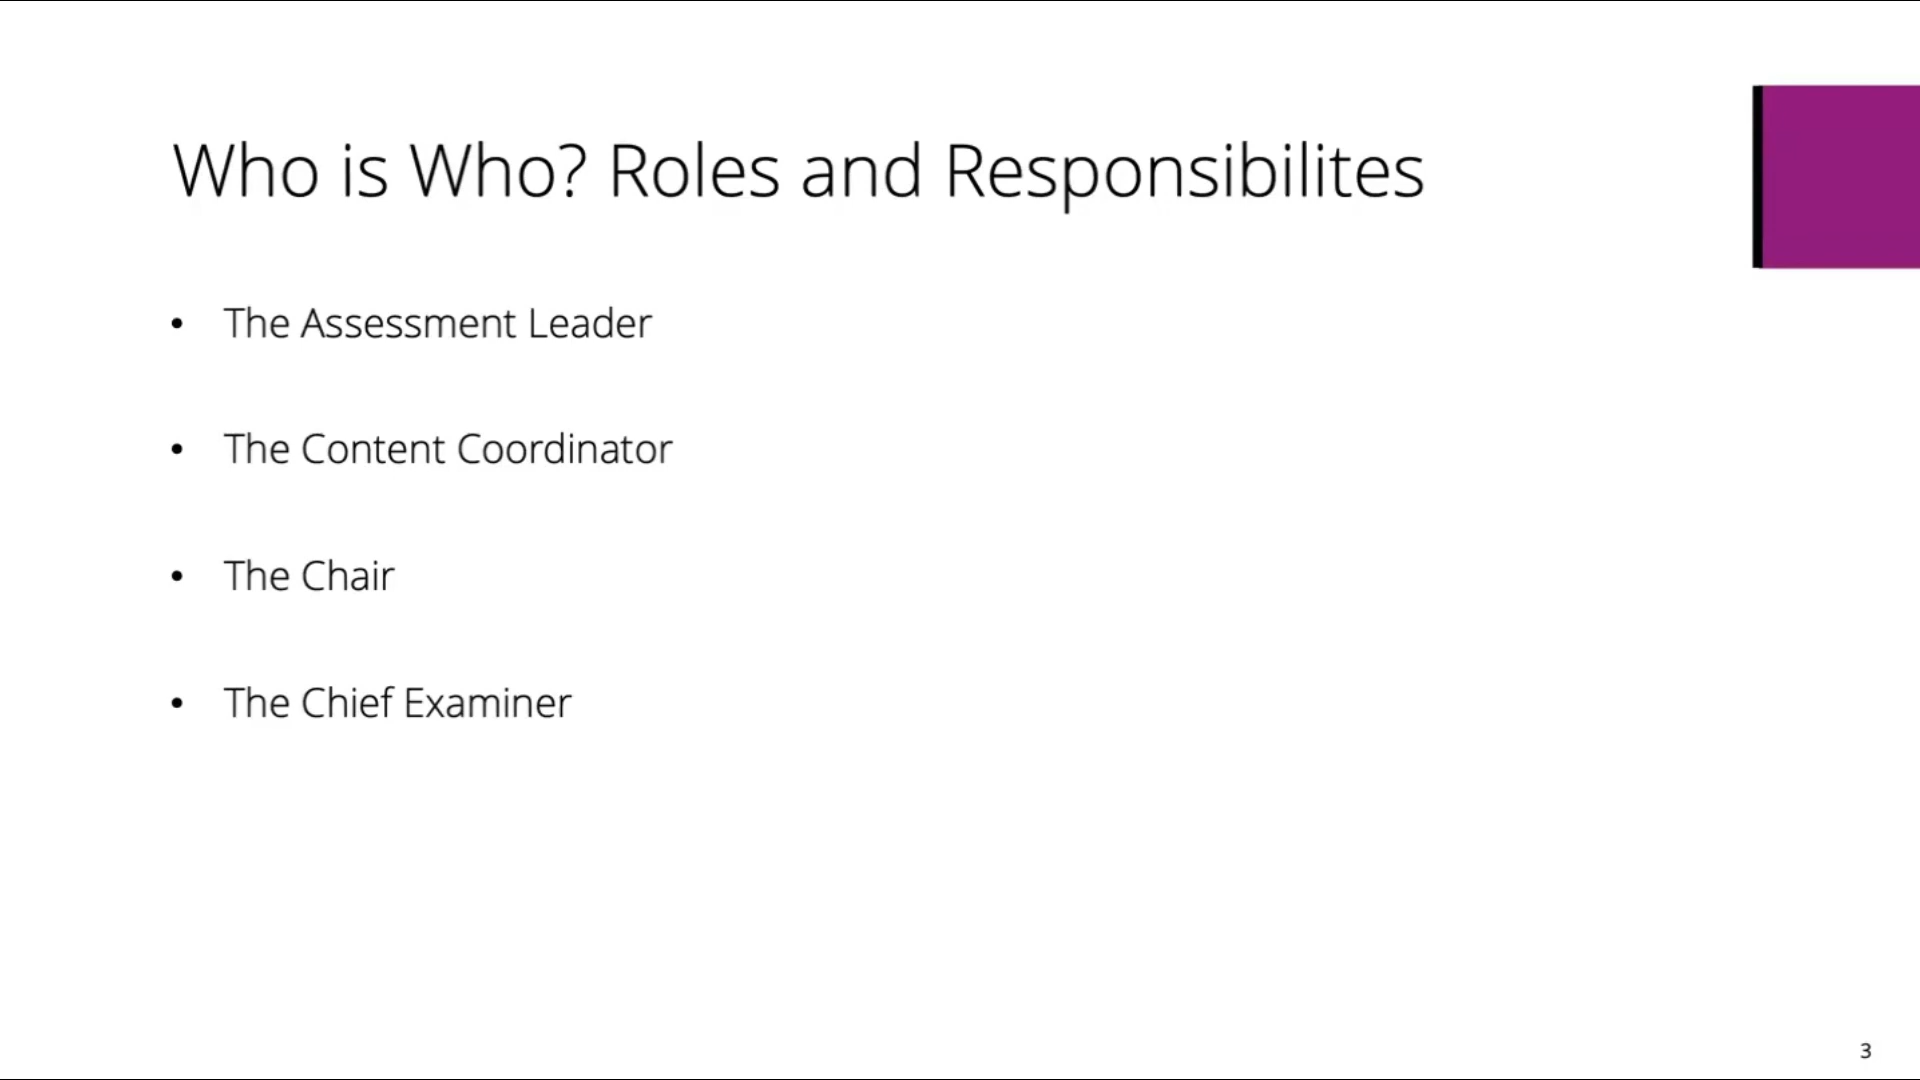 Who is Who? Roles and Responsibilites
• The Assessment Leader
• The Content Coordinator
• The Chair
• The Chief Examiner
3